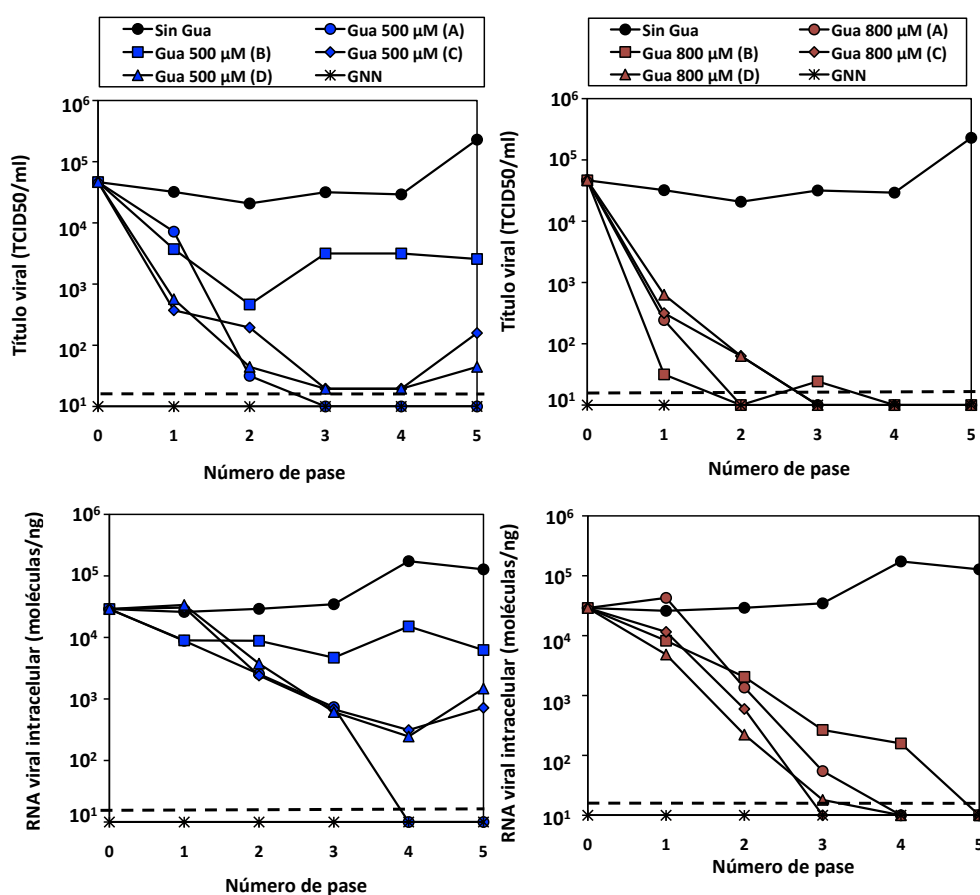 Sin Gua Gua 500 µM (A)
Gua 500 µM (B) Gua 500 µM (C)
Gua 500 µM (D) GNN
10⁶
10⁵
10⁴
10³
10²
10¹
0 1 2 3 4 5
Título viral (TCID50/ml)
Número de pase
Sin Gua Gua 800 µM (A)
Gua 800 µM (B) Gua 800 µM (C)
Gua 800 µM (D) GNN
10⁶
10⁵
10⁴
10³
10²
10¹
0 1 2 3 4 5
Título viral (TCID50/ml)
Número de pase
10⁶
10⁵
10⁴
10³
10²
10¹
0 1 2 3 4 5
RNA viral intracelular (moléculas/ng)
Número de pase
10⁶
10⁵
10⁴
10³
10²
10¹
0 1 2 3 4 5
RNA viral intracelular (moléculas/ng)
Número de pase